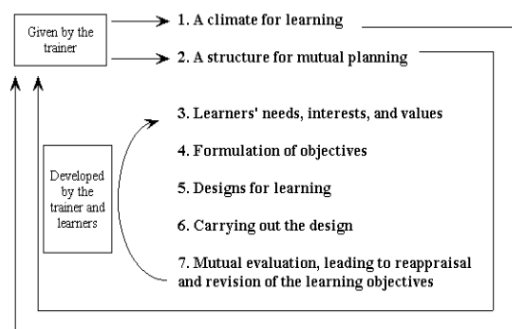 Given by the
trainer
1. A climate for learning
2. A structure for mutual planning
3. Learners' needs, interests, and values
4. Formulation of objectives
Developed
by the
trainer and
learners
5. Designs for learning
6. Carrying out the design
7. Mutual evaluation, leading to reappraisal
and revision of the learning objectives